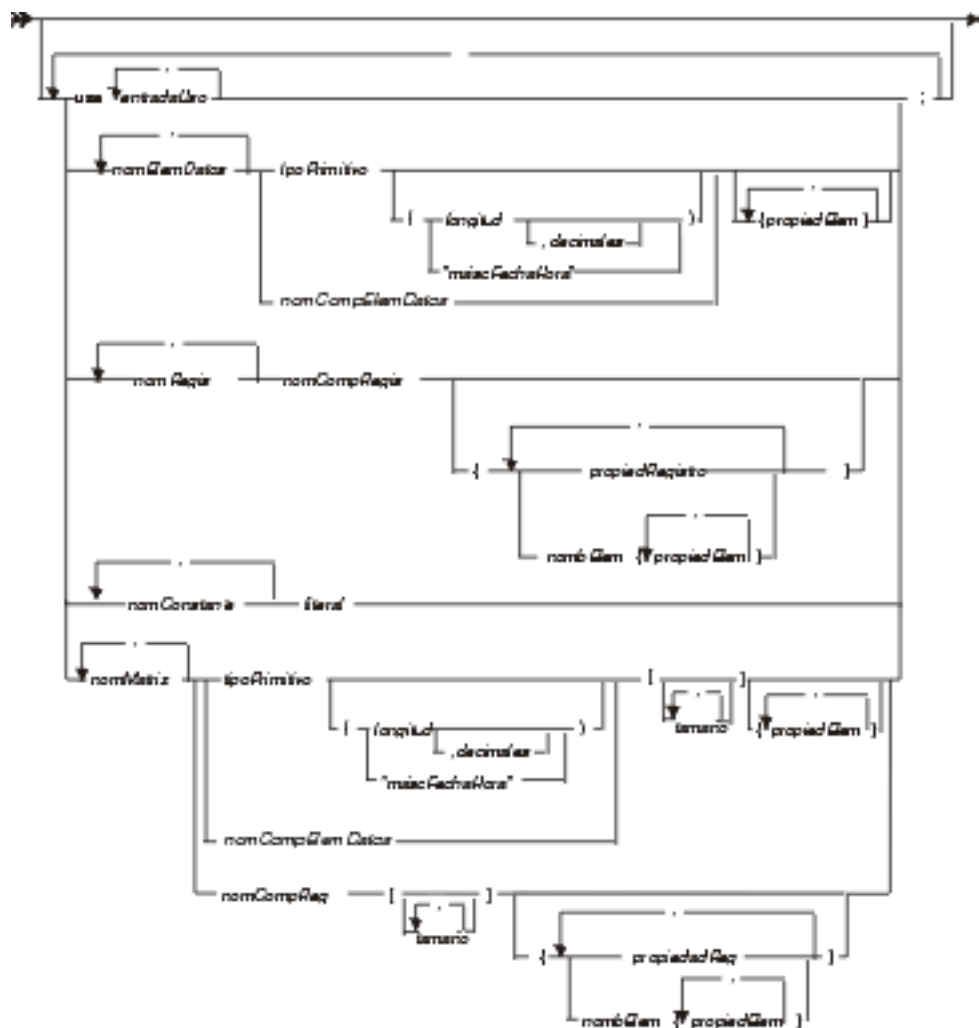 use entradaUso ;
,
nomElemDatos tipoPrimitivo
,
( longitud )
, decimales
{propiedElem }
,
"máscFechaHora"
nomCompElemDatos
,
nomRegis nomCompRegis
,
{ propiedRegistro }
,
nombElem {propiedElem }
,
nomConstante literal
,
nomMatriz tipoPrimitivo [ ]
,
tamaño
,
{propiedElem }
( longitud )
, decimales
"máscFechaHora"
nomCompElemDatos
nomCompReg [ ]
,
tamaño
,
{ propiedadReg }
,
nombElem {propiedElem }